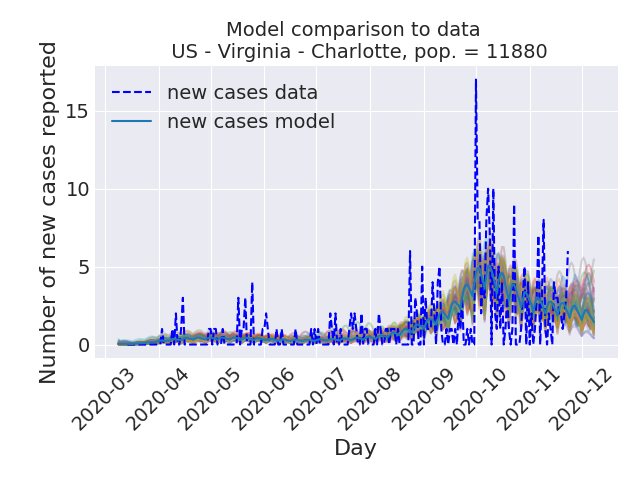 Model comparison to data
US - Virginia - Charlotte, pop. = 11880
Number of new cases reported
new cases data
new cases model
15
10
5
0
2020-03
2020-04
2020-05
2020-06
2020-07
2020-08
2020-09
2020-10
2020-11
2020-12
Day